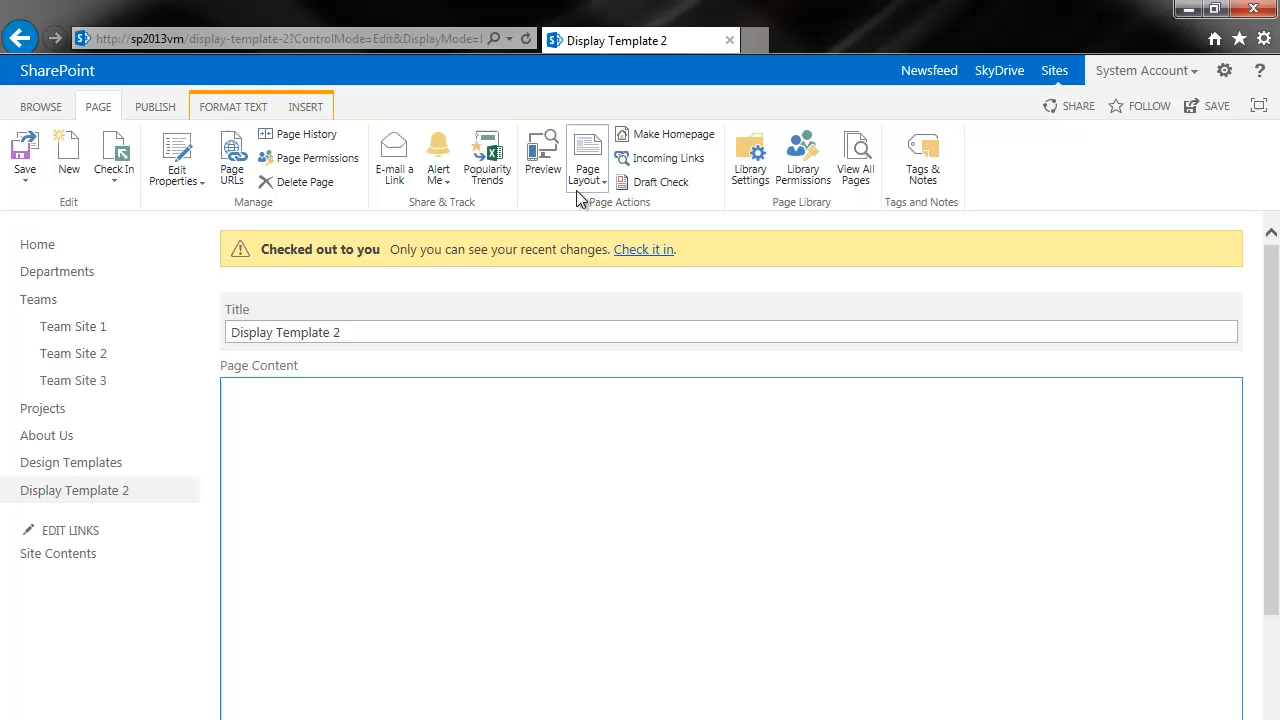 http://sp2013vm/display-template-2?ControlMode=Edit&DisplayMode=
Display Template 2
SharePoint
Newsfeed SkyDrive Sites System Account ?
BROWSE PAGE PUBLISH FORMAT TEXT INSERT SHARE FOLLOW SAVE
Save
New
Check In
Edit Properties
Page URLs
Page History
Page Permissions
Delete Page
E-mail a Link
Alert Me
Popularity Trends
Preview
Page Layout
Make Homepage
Incoming Links
Draft Check
Library Settings
Library Permissions
View All Pages
Tags & Notes
Edit Manage Share & Track Page Actions Page Library Tags and Notes
Home
Departments
Teams
Team Site 1
Team Site 2
Team Site 3
Projects
About Us
Design Templates
Display Template 2
EDIT LINKS
Site Contents
Checked out to you Only you can see your recent changes. Check it in.
Title
Display Template 2
Page Content